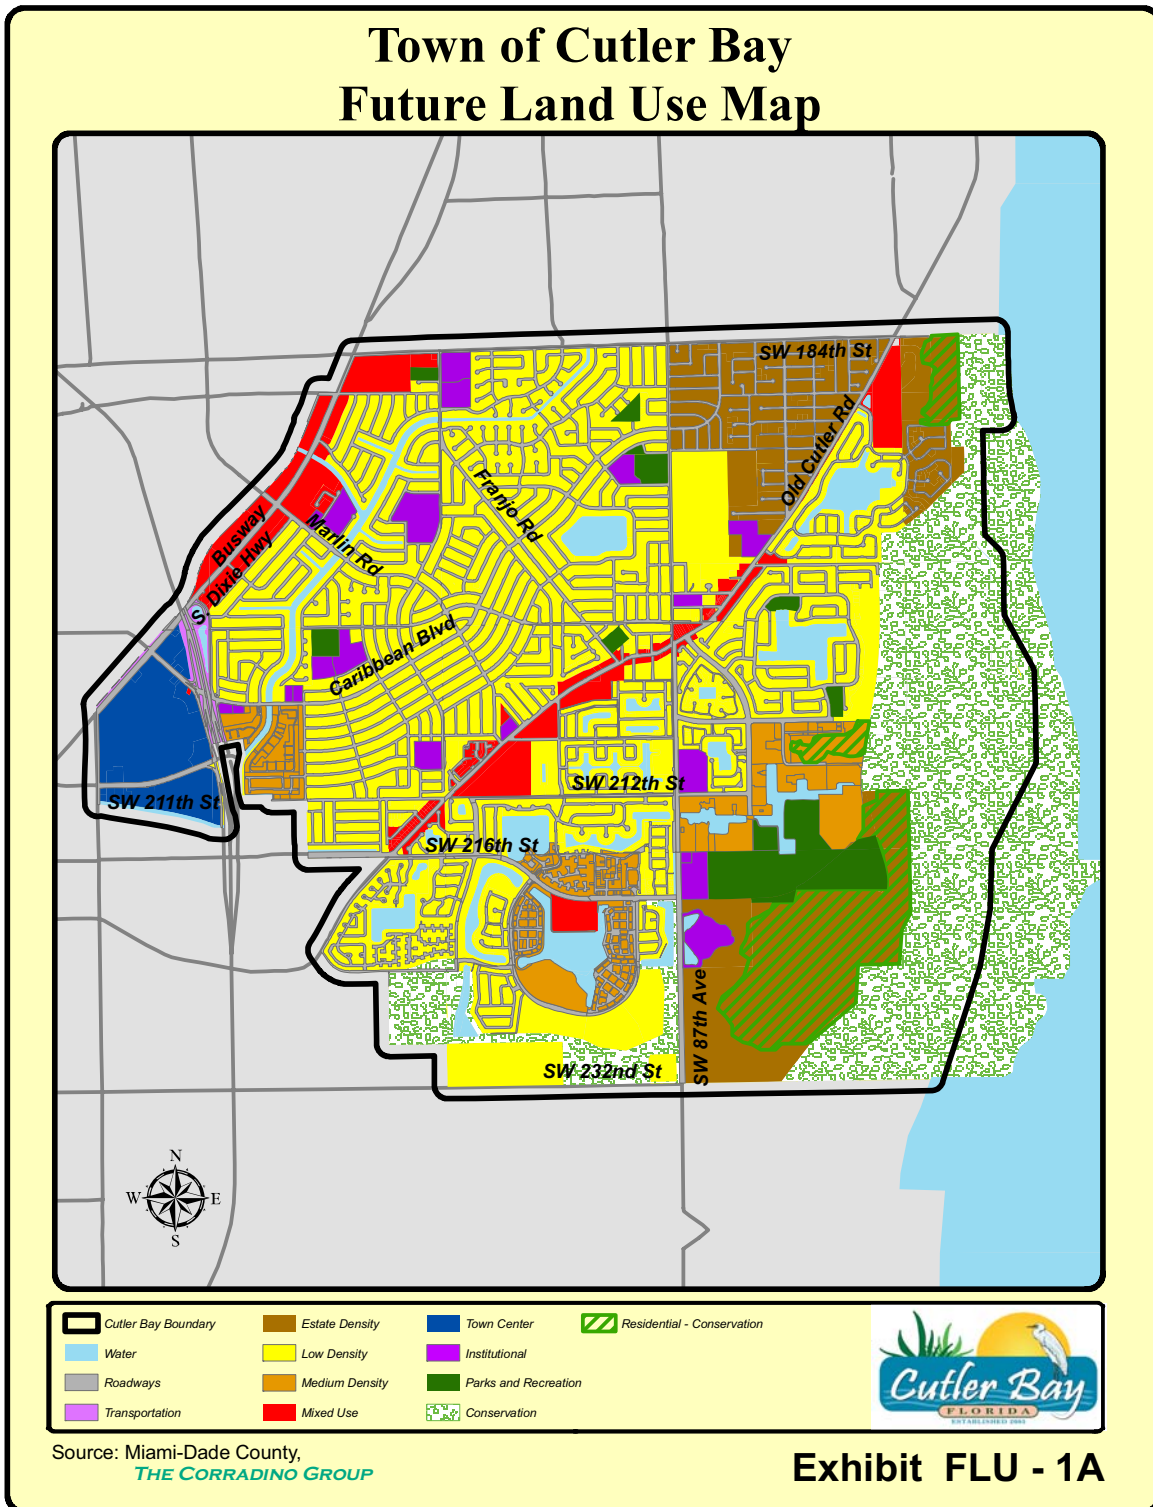 Town of Cutler Bay
Future Land Use Map
SW 184th St
Old Cutler Rd
Franjo Rd
Busway
S. Dixie Hwy
Marlin Rd
Caribbean Blvd
SW 211th St
SW 212th St
SW 216th St
SW 87th Ave
SW 232nd St
N
W
E
S
Cutler Bay Boundary
Water
Roadways
Transportation
Estate Density
Low Density
Medium Density
Mixed Use
Town Center
Institutional
Parks and Recreation
Conservation
Residential - Conservation
Cutler Bay
FLORIDA
ESTABLISHED 2005
Source: Miami-Dade County,
THE CORRADINO GROUP
Exhibit FLU - 1A